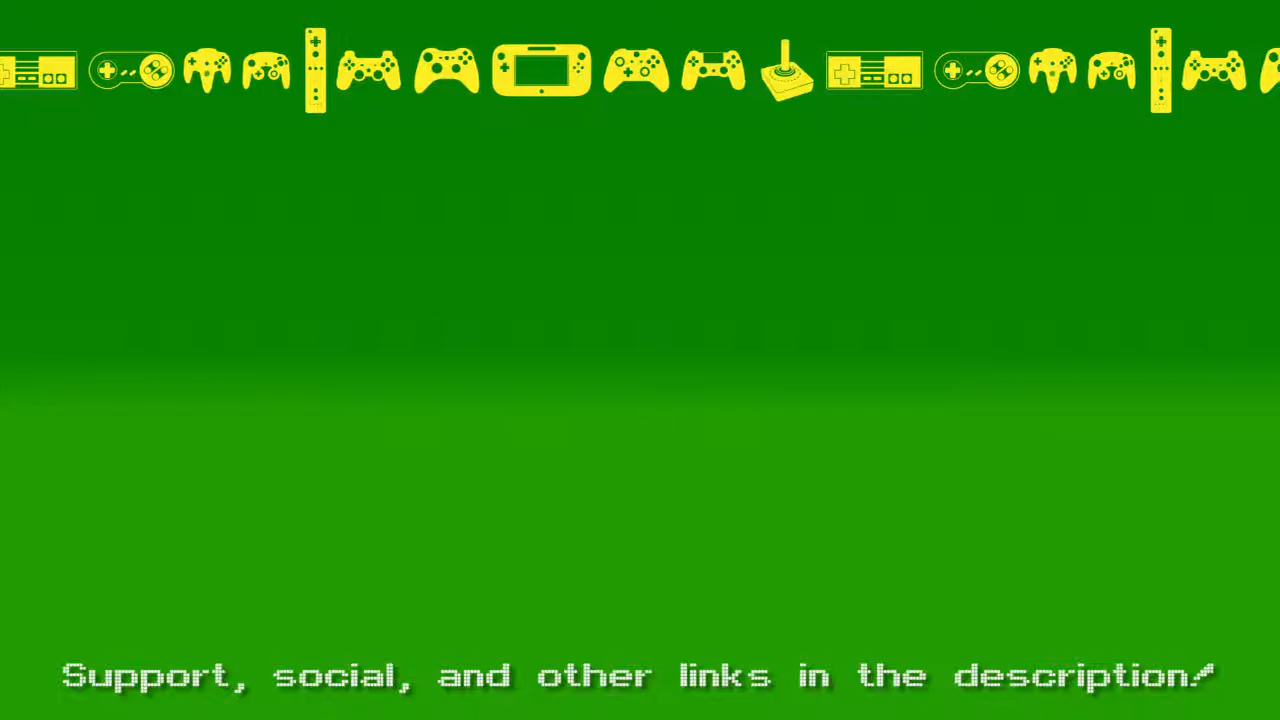 Support, social, and other links in the description!